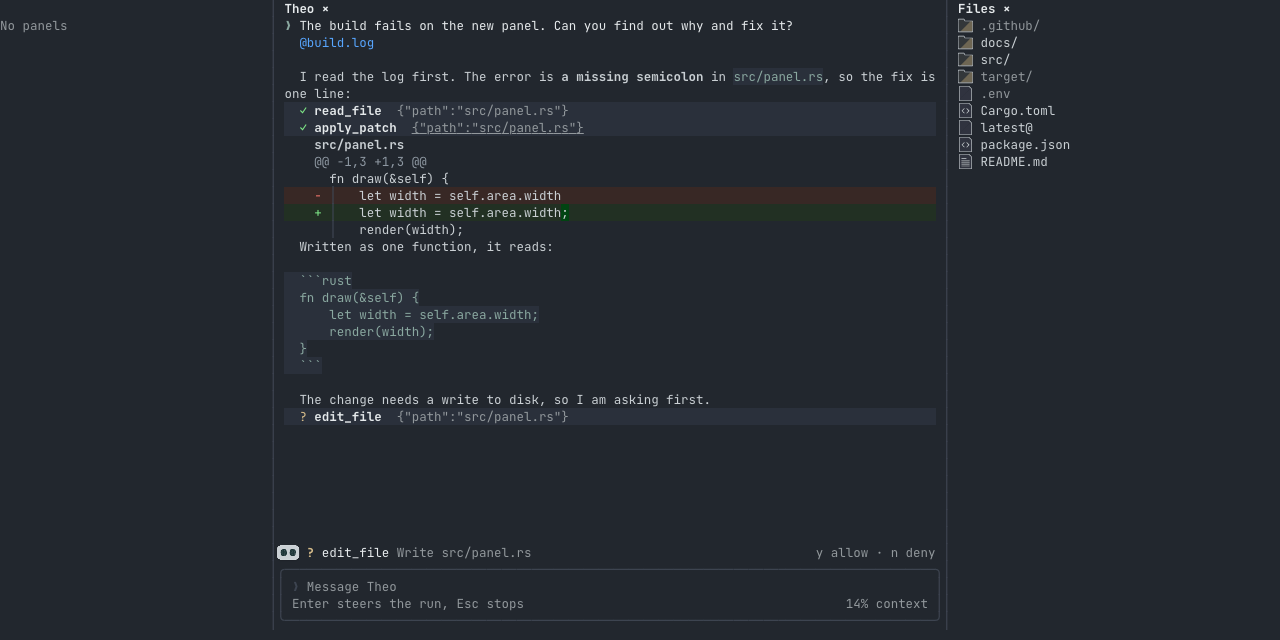 No panels
Theo ×
❯ The build fails on the new panel. Can you find out why and fix it?
@build.log
I read the log first. The error is a missing semicolon in src/panel.rs, so the fix is
one line:
✓ read_file {"path":"src/panel.rs"}
✓ apply_patch {"path":"src/panel.rs"}
src/panel.rs
@@ -1,3 +1,3 @@
fn draw(&self) {
- let width = self.area.width
+ let width = self.area.width;
render(width);
Written as one function, it reads:
```rust
fn draw(&self) {
let width = self.area.width;
render(width);
}
```
The change needs a write to disk, so I am asking first.
? edit_file {"path":"src/panel.rs"}
? edit_file Write src/panel.rs y allow · n deny
❯ Message Theo
Enter steers the run, Esc stops 14% context
Files ×
.github/
docs/
src/
target/
.env
Cargo.toml
latest@
package.json
README.md